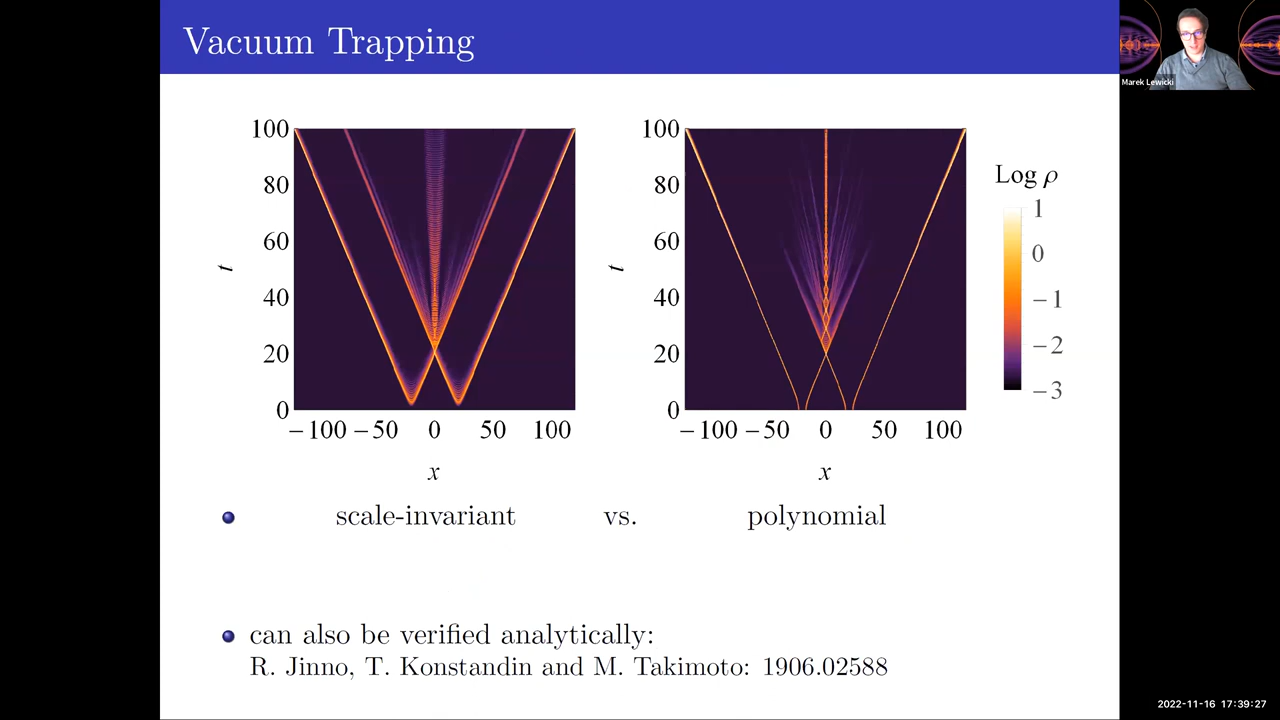 Vacuum Trapping
Marek Lewicki
100
80
60
40
20
0
t
−100 −50 0 50 100
x
100
80
60
40
20
0
t
−100 −50 0 50 100
x
Log ρ
1
0
−1
−2
−3
scale-invariant vs. polynomial
can also be verified analytically:
R. Jinno, T. Konstandin and M. Takimoto: 1906.02588
2022-11-16 17:39:27